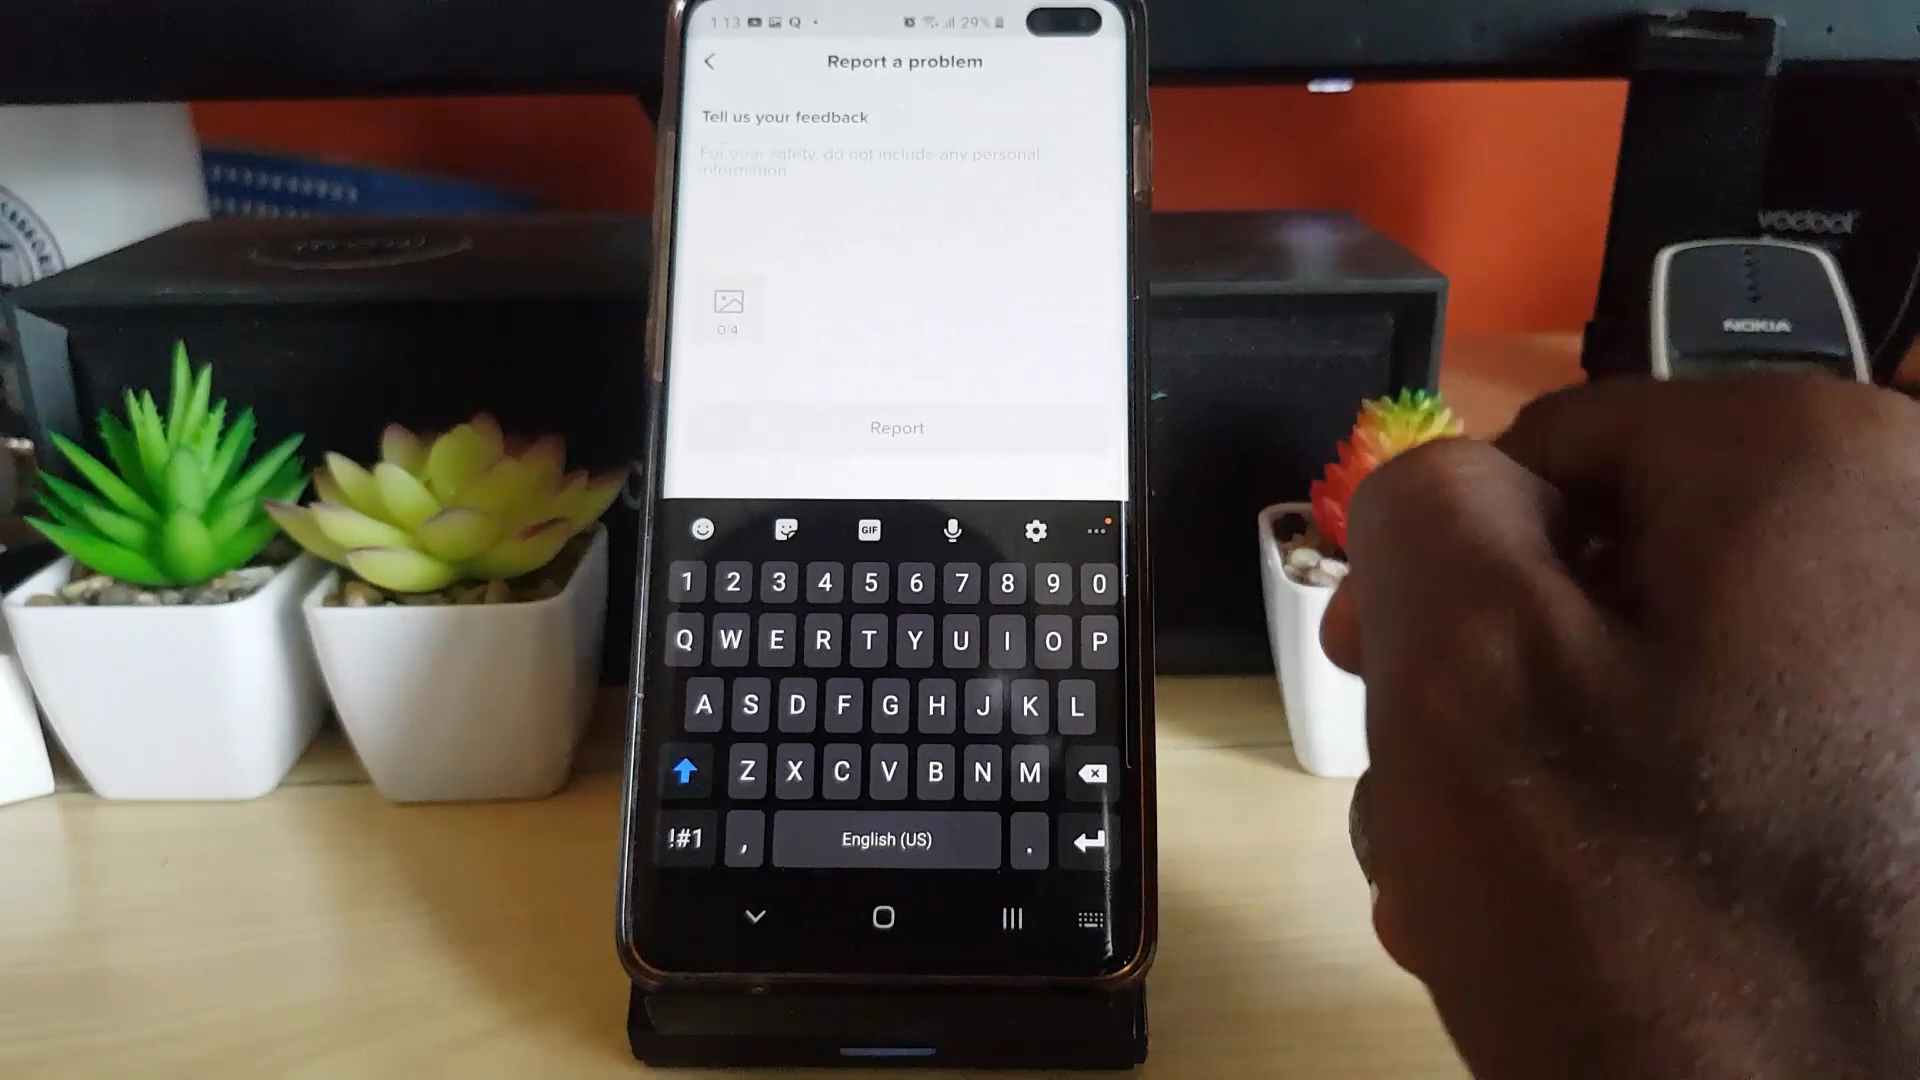 1:13
29%
Report a problem
Tell us your feedback
For your safety, do not include any personal
information
0/4
Report
GIF
1 2 3 4 5 6 7 8 9 0
Q W E R T Y U I O P
A S D F G H J K L
Z X C V B N M
!#1 , English (US) .
NOKIA